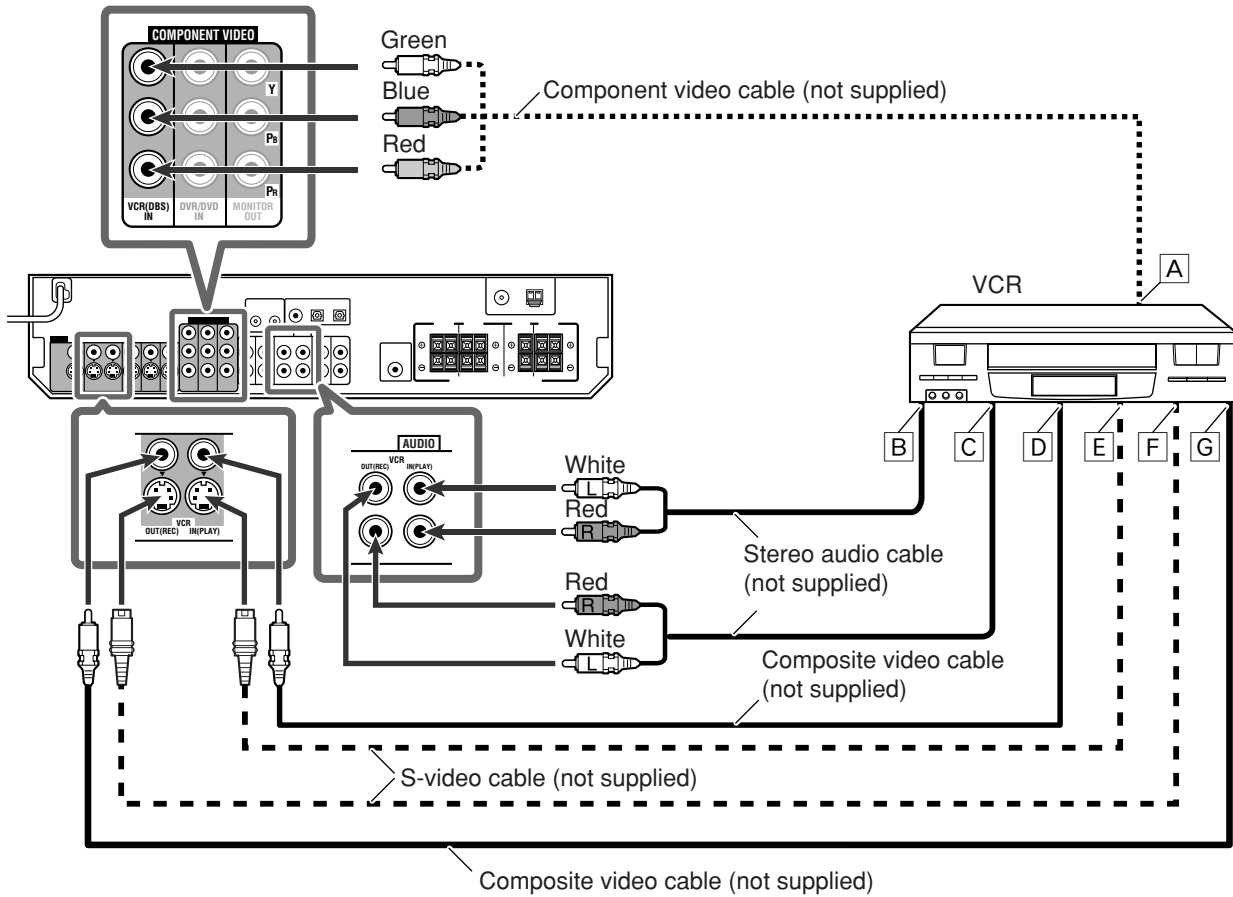 COMPONENT VIDEO
Y
PB
PR
VCR(DBS)
IN
DVR/DVD
IN
MONITOR
OUT
Green
Blue
Red
Component video cable (not supplied)
VCR
A
B
C
D
E
F
G
VCR
OUT(REC)
IN(PLAY)
AUDIO
VCR
OUT(REC)
IN(PLAY)
White
L
Red
R
Stereo audio cable
(not supplied)
Red
R
White
L
Composite video cable
(not supplied)
S-video cable (not supplied)
Composite video cable (not supplied)